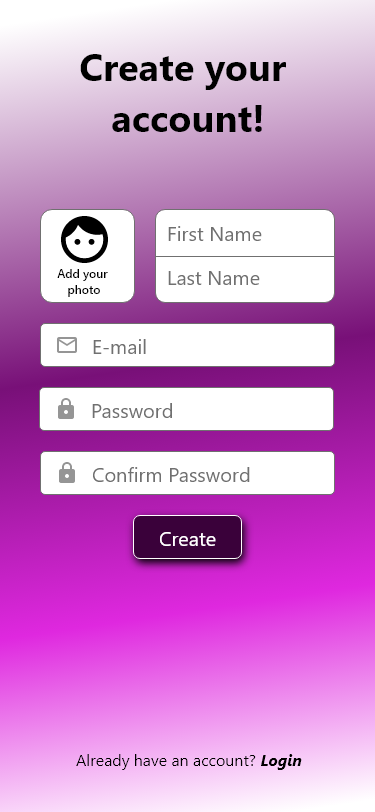 Create your
account!
Add your
photo
First Name
Last Name
E-mail
Password
Confirm Password
Create
Already have an account? Login